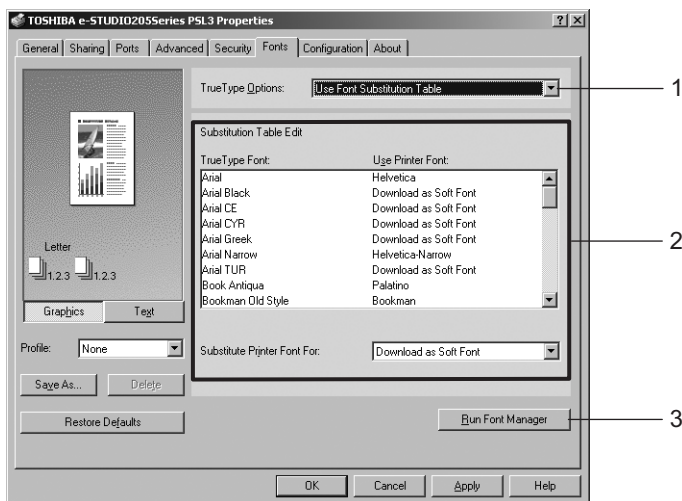 TOSHIBA e-STUDIO205Series PSL3 Properties
General Sharing Ports Advanced Security Fonts Configuration About
TrueType Options: Use Font Substitution Table 1
Substitution Table Edit
TrueType Font: Use Printer Font:
Arial Helvetica
Arial Black Download as Soft Font
Arial CE Download as Soft Font
Arial CYR Download as Soft Font
Arial Greek Download as Soft Font
Arial Narrow Helvetica-Narrow
Arial TUR Download as Soft Font
Book Antiqua Palatino
Bookman Old Style Bookman
2
Letter
1.2.3 1.2.3
Graphics Text
Profile: None
Substitute Printer Font For: Download as Soft Font
Save As... Delete
Restore Defaults
Run Font Manager 3
OK Cancel Apply Help